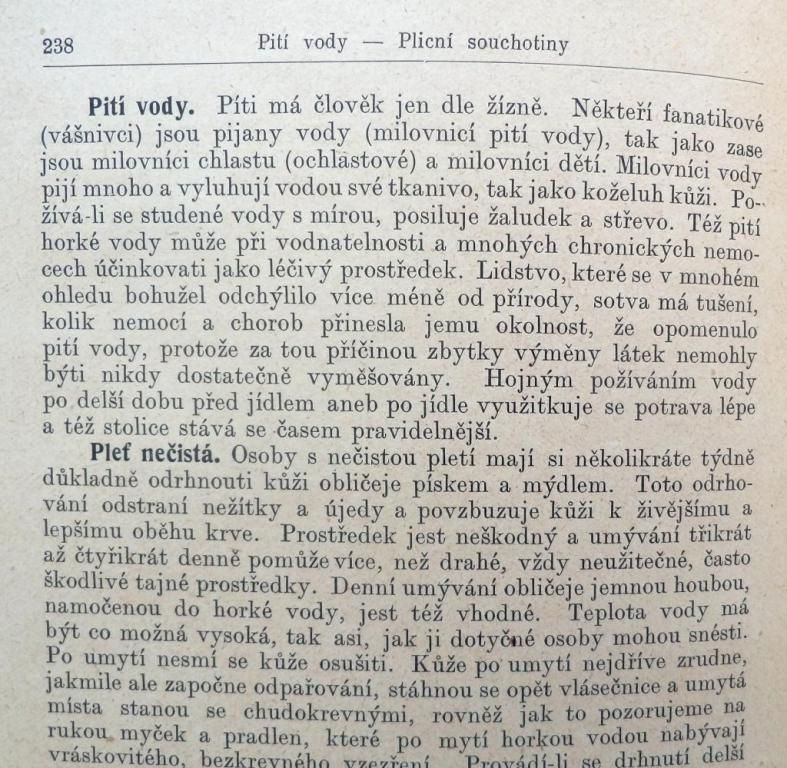 238
Pití vody — Plicní souchotiny
Pití vody. Píti má člověk jen dle žízně. Někteří fanatikové
(vášnivci) jsou pijany vody (milovnicí pití vody), tak jako zase
jsou milovníci chlastu (ochlastové) a milovníci dětí. Milovníci vody
pijí mnoho a vyluhují vodou své tkanivo, tak jako koželuh kůži. Po-
žívá-li se studené vody s mírou, posiluje žaludek a střevo. Též pití
horké vody může při vodnatelnosti a mnohých chronických nemo-
cech účinkovati jako léčivý prostředek. Lidstvo, které se v mnohém
ohledu bohužel odchýlilo více méně od přírody, sotva má tušení,
kolik nemocí a chorob přinesla jemu okolnost, že opomenulo
pití vody, protože za tou příčinou zbytky výměny látek nemohly
býti nikdy dostatečně vyměšovány. Hojným požíváním vody
po delší dobu před jídlem aneb po jídle využitkuje se potrava lépe
a též stolice stává se časem pravidelnější.
Pleť nečistá. Osoby s nečistou pletí mají si několikráte týdně
důkladně odrhnouti kůži obličeje pískem a mýdlem. Toto odrho-
vání odstraní nežítky a újedy a povzbuzuje kůži k živějšímu a
lepšímu oběhu krve. Prostředek jest neškodný a umývání třikrát
až čtyřikrát denně pomůže více, než drahé, vždy neužitečné, často
škodlivé tajné prostředky. Denní umývání obličeje jemnou houbou,
namočenou do horké vody, jest též vhodné. Teplota vody má
být co možná vysoká, tak asi, jak ji dotyčné osoby mohou snésti.
Po umytí nesmí se kůže osušiti. Kůže po umytí nejdříve zrudne,
jakmile ale započne odpařování, stáhnou se opět vlásečnice a umytá
místa stanou se chudokrevnými, rovněž jak to pozorujeme na
rukou myček a pradlen, které po mytí horkou vodou nabývají
vráskovitého, bezkrevného vzezření. Provádí-li se drhnutí delší